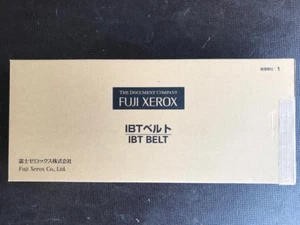 THE DOCUMENT COMPANY
FUJI XEROX
IBTベルト
IBT BELT
富士ゼロックス株式会社
Fuji Xerox Co., Ltd.